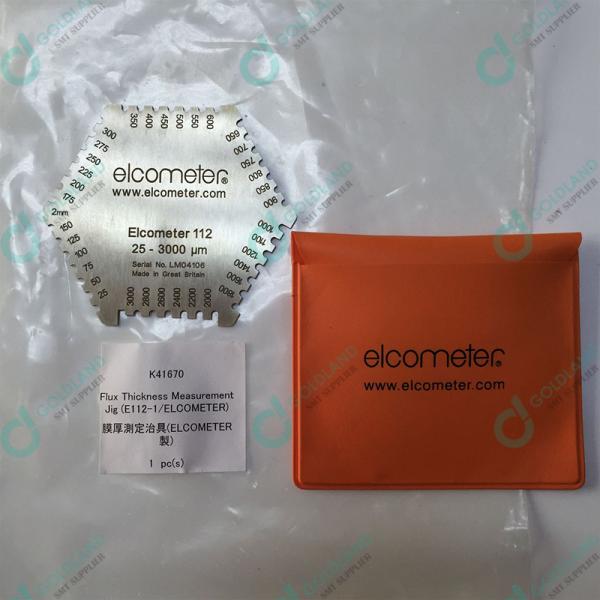 350 400 450 500 550 600
300
275
250
225
200
175
2mm
150
125
100
75
50
25
650
700
750
800
850
900
1000
1100
1200
1400
1600
1800
elcometer®
www.elcometer.com
Elcometer 112
25 - 3000 µm
Serial No. LM04106
Made in Great Britain
3000 2800 2600 2400 2200 2000
K41670
Flux Thickness Measurement
Jig (E112-1/ELCOMETER)
膜厚測定治具(ELCOMETER
製)
1 pc(s)
elcometer®
www.elcometer.com
GOLDLAND
SMT SUPPLIER